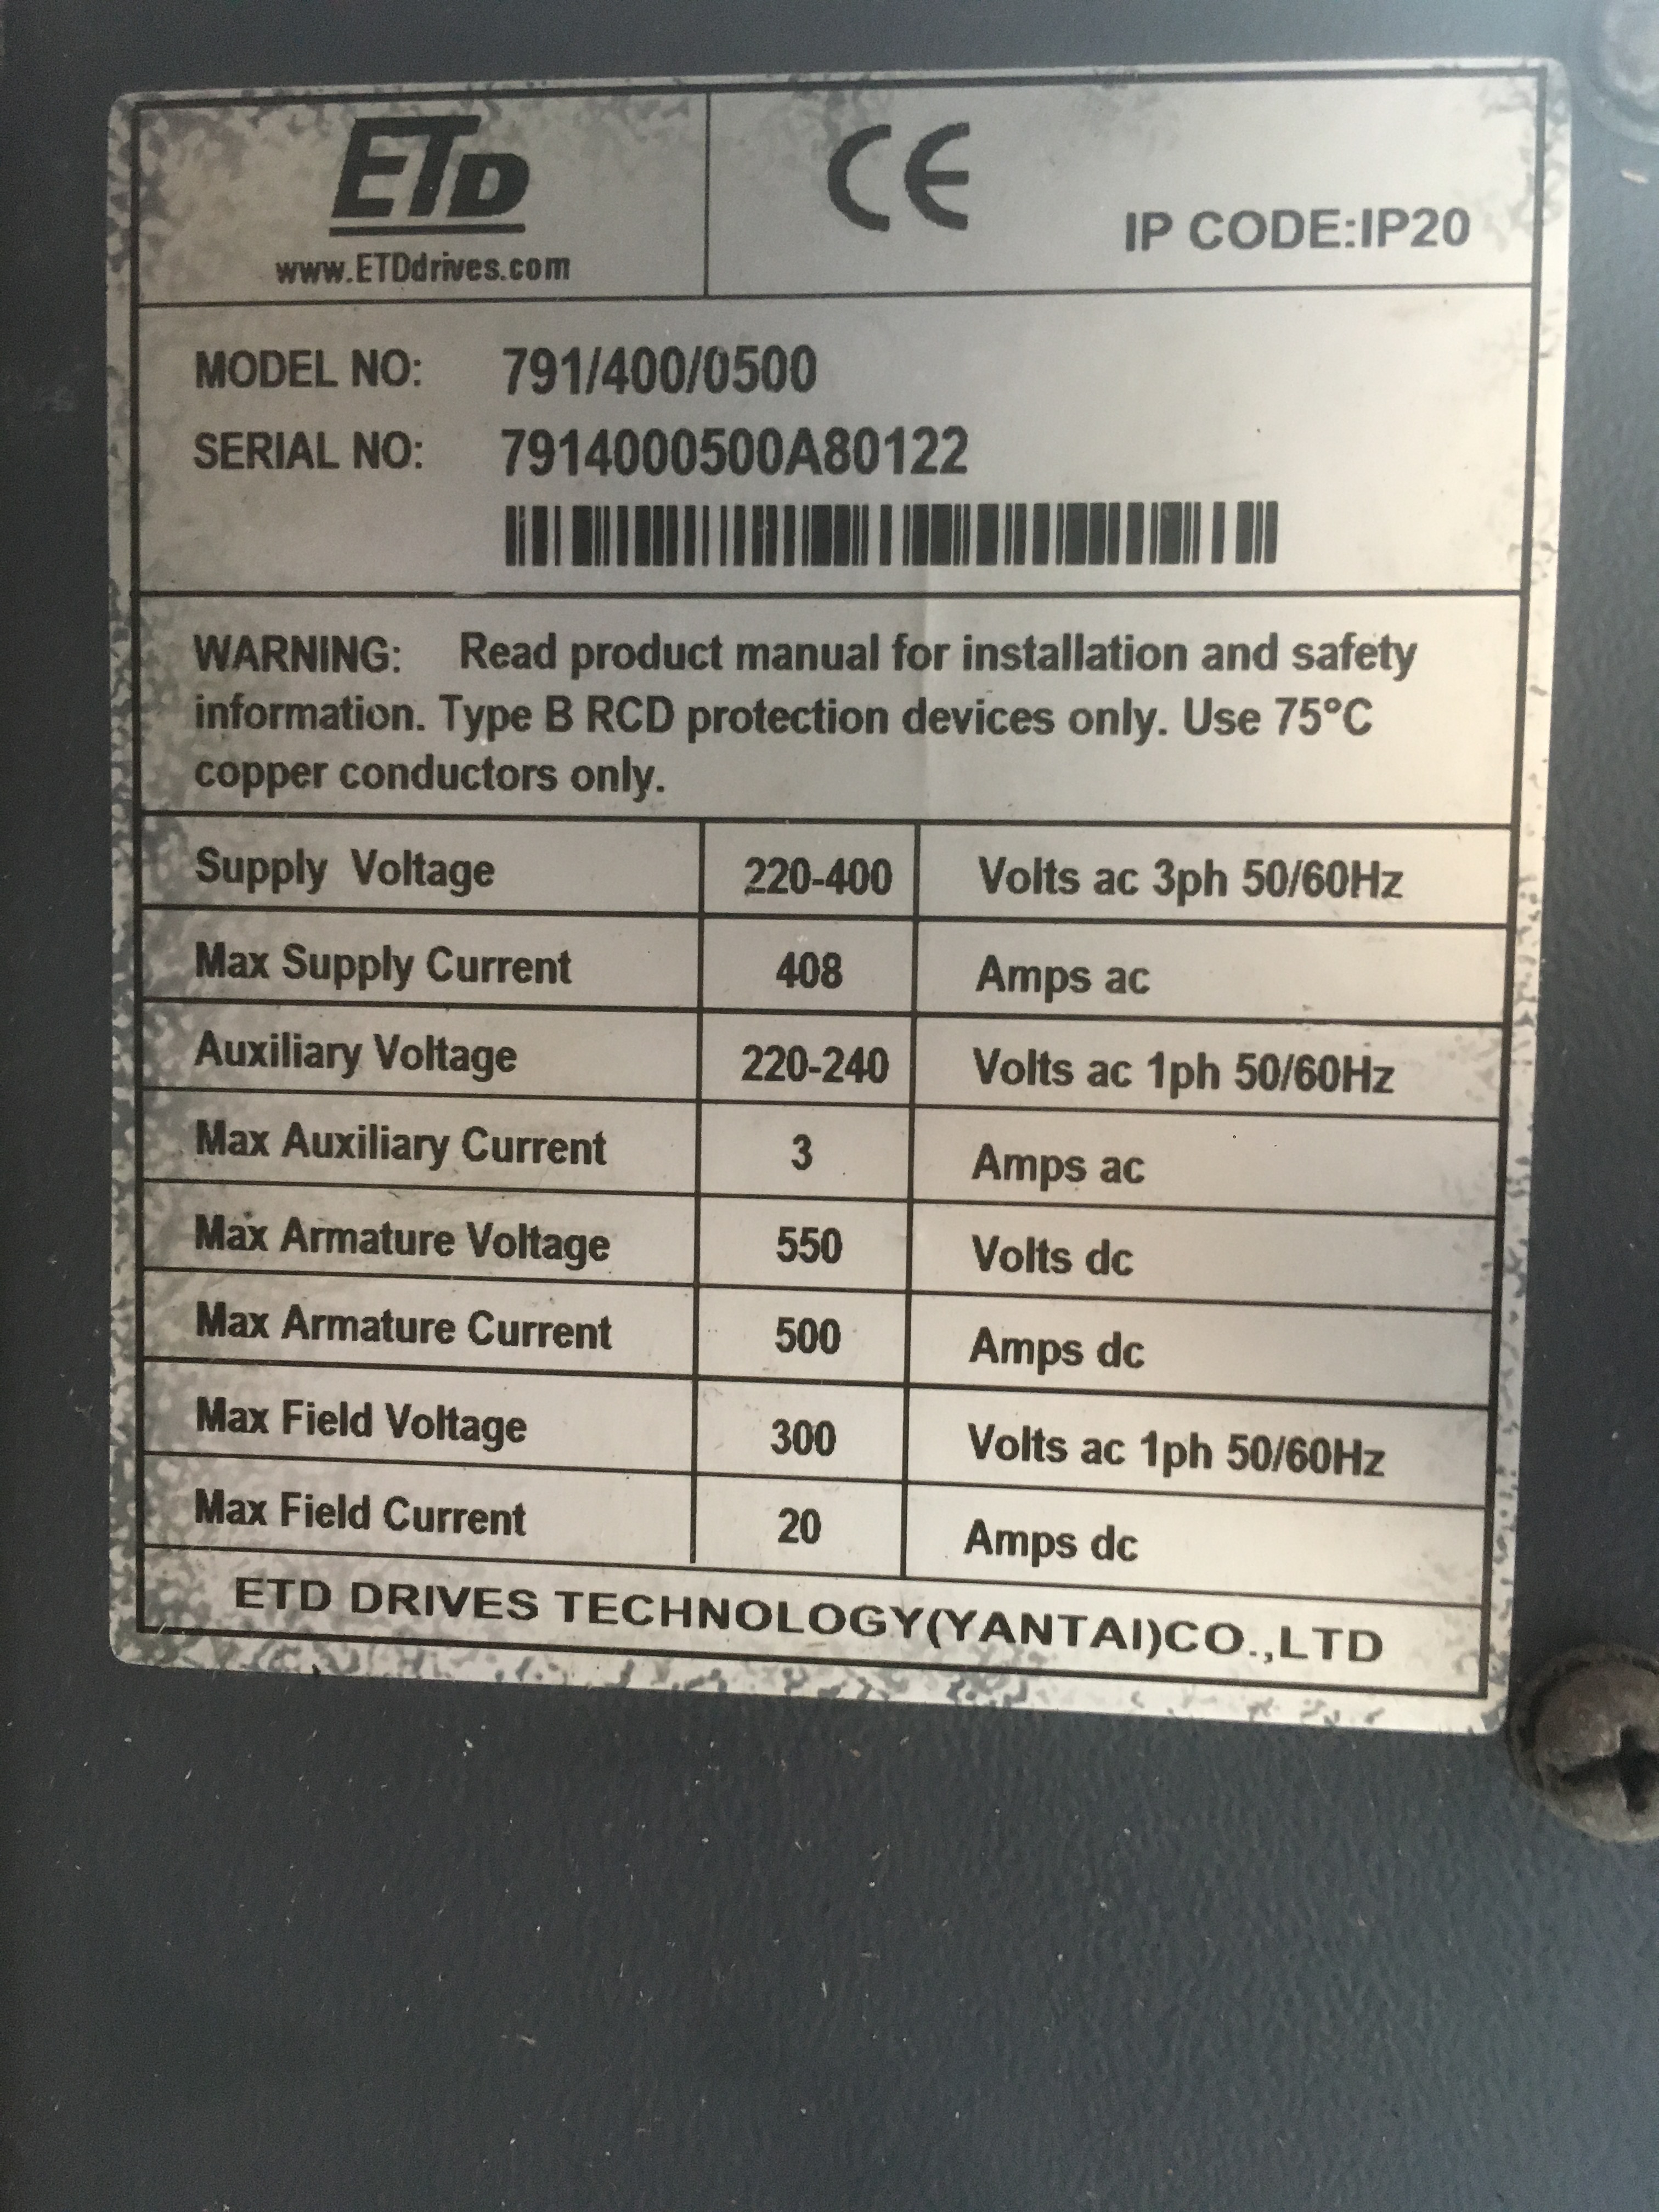 ETD
www.ETDdrives.com
CE
IP CODE:IP20
MODEL NO: 791/400/0500
SERIAL NO: 7914000500A80122
WARNING: Read product manual for installation and safety
information. Type B RCD protection devices only. Use 75°C
copper conductors only.
Supply Voltage 220-400 Volts ac 3ph 50/60Hz
Max Supply Current 408 Amps ac
Auxiliary Voltage 220-240 Volts ac 1ph 50/60Hz
Max Auxiliary Current 3 Amps ac
Max Armature Voltage 550 Volts dc
Max Armature Current 500 Amps dc
Max Field Voltage 300 Volts ac 1ph 50/60Hz
Max Field Current 20 Amps dc
ETD DRIVES TECHNOLOGY(YANTAI)CO.,LTD